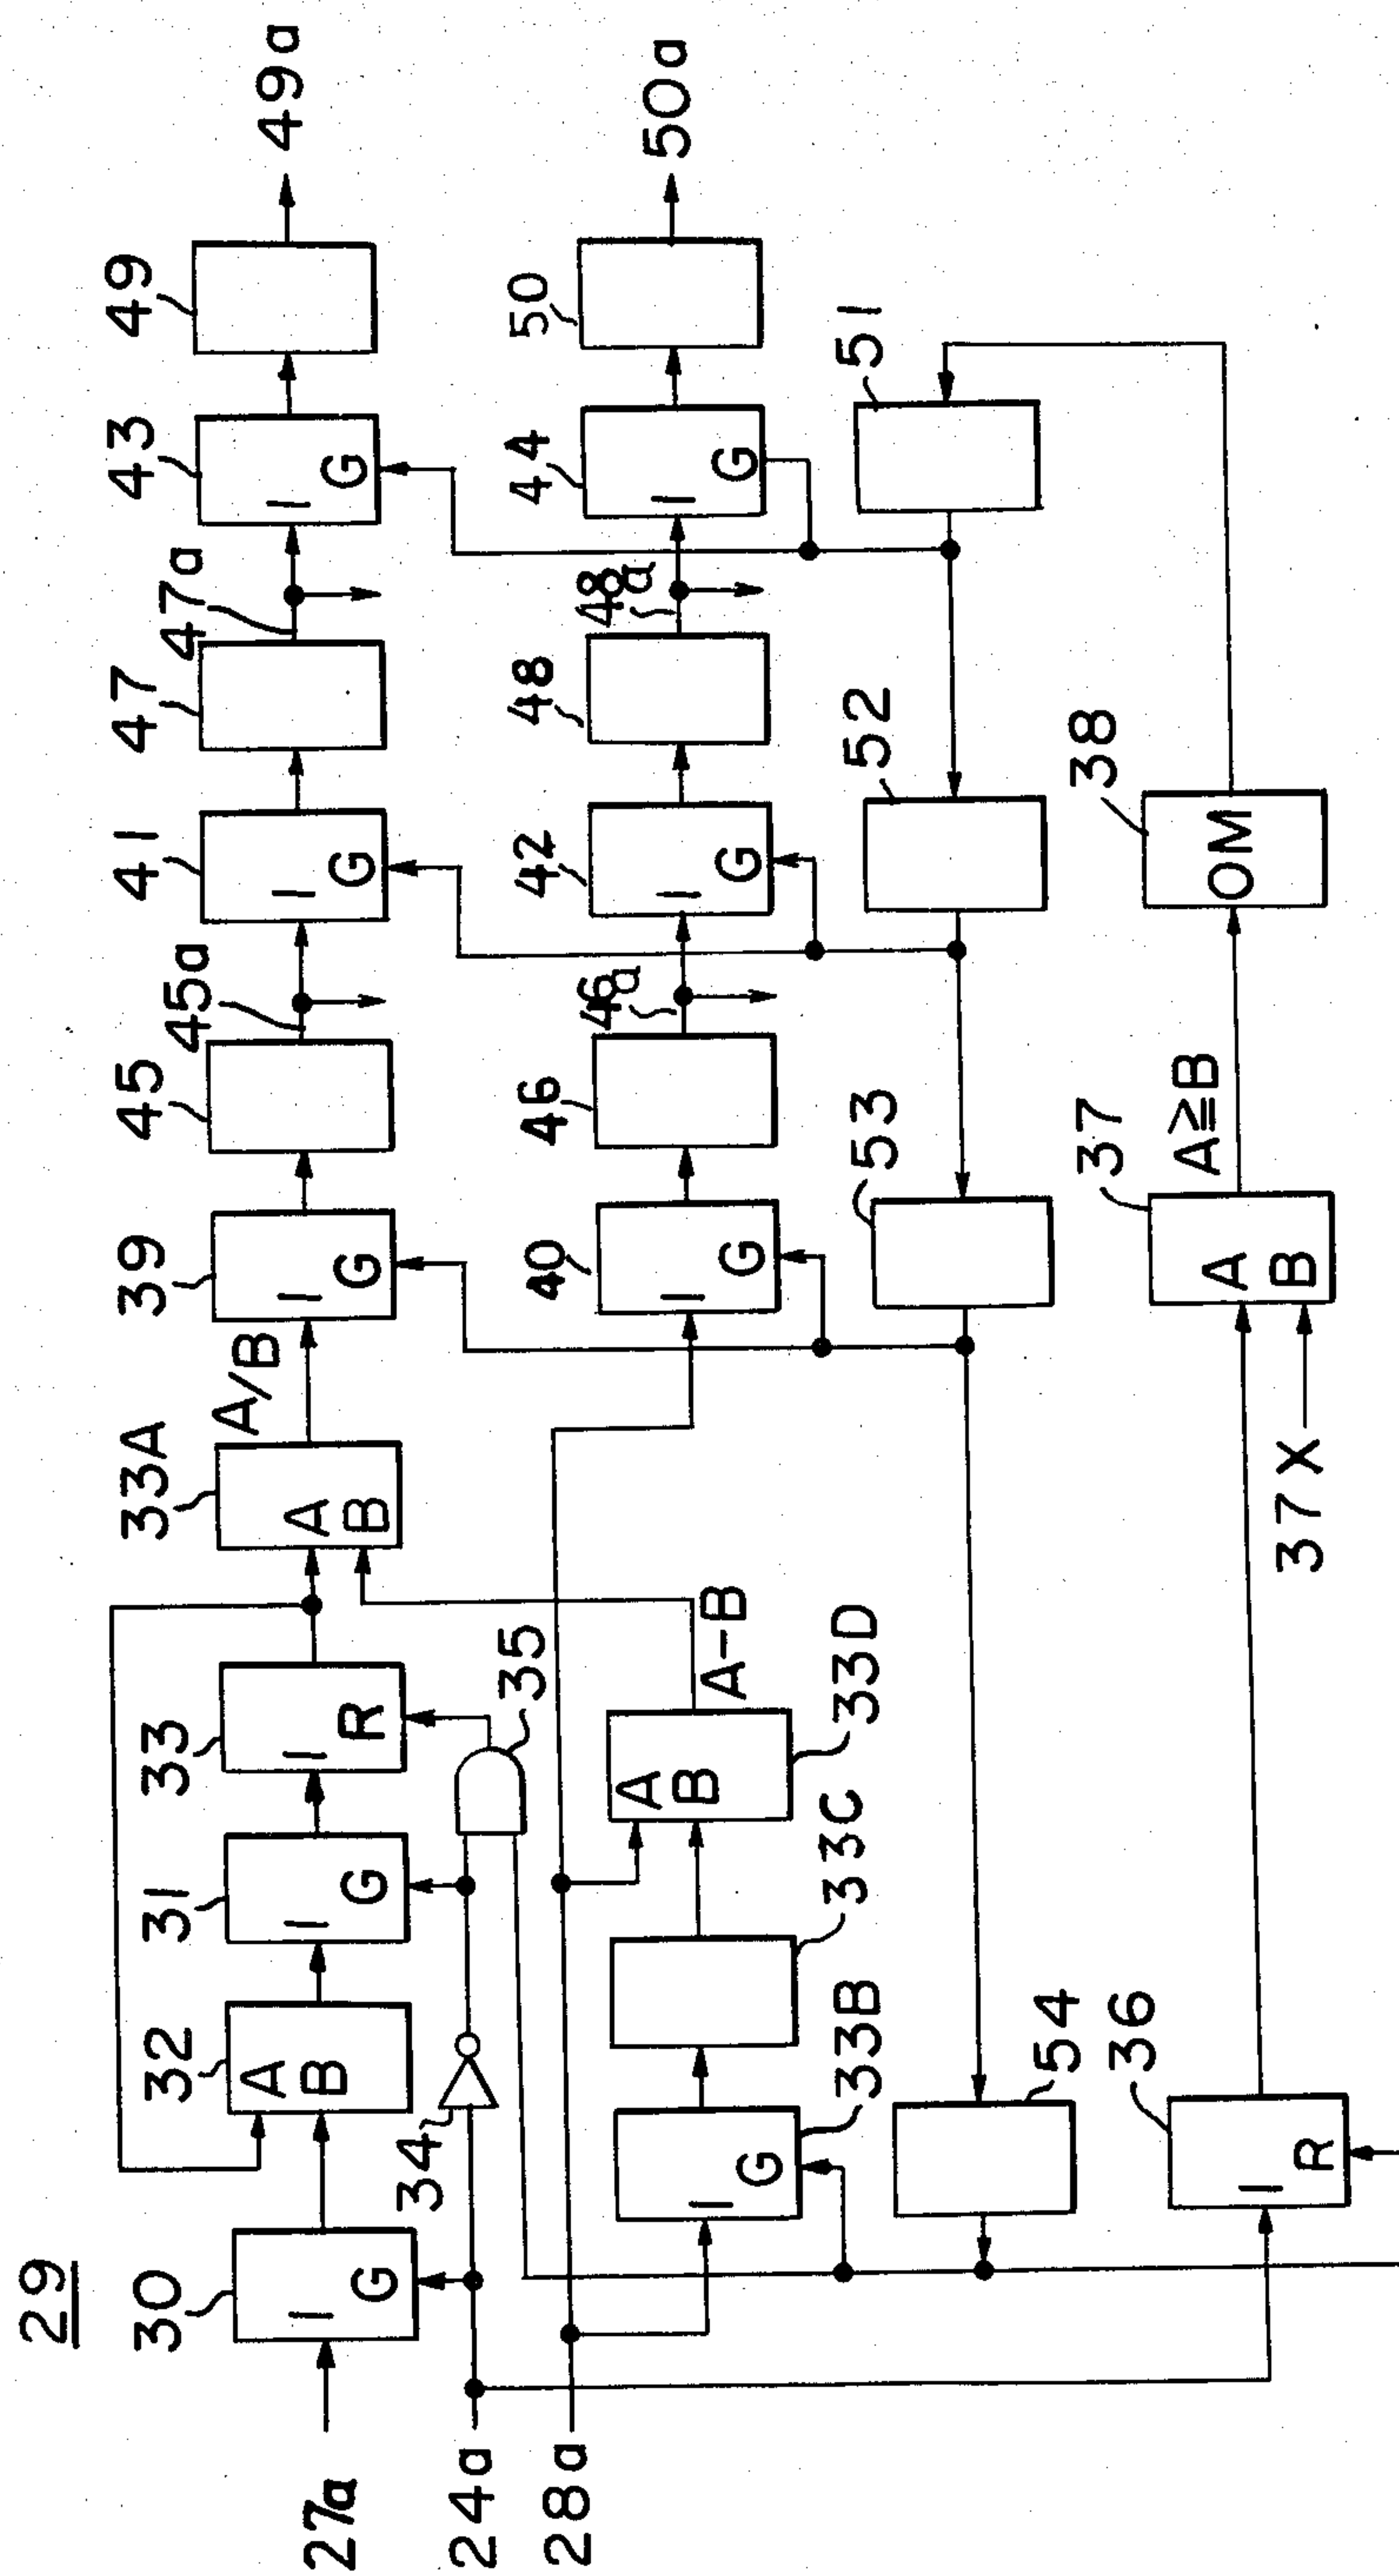 29
27a
30
I
G
32
A
B
31
I
G
33
I
R
33A
A
B
A/B
39
I
G
45
45a
41
I
G
47
47a
43
I
G
49
49a
24a
34
35
28a
33B
I
G
33C
33D
A
B
A-B
40
I
G
46
46a
42
I
G
48
48a
44
I
G
50
50a
54
53
52
51
36
I
R
37
A
B
37X
A≧B
38
OM